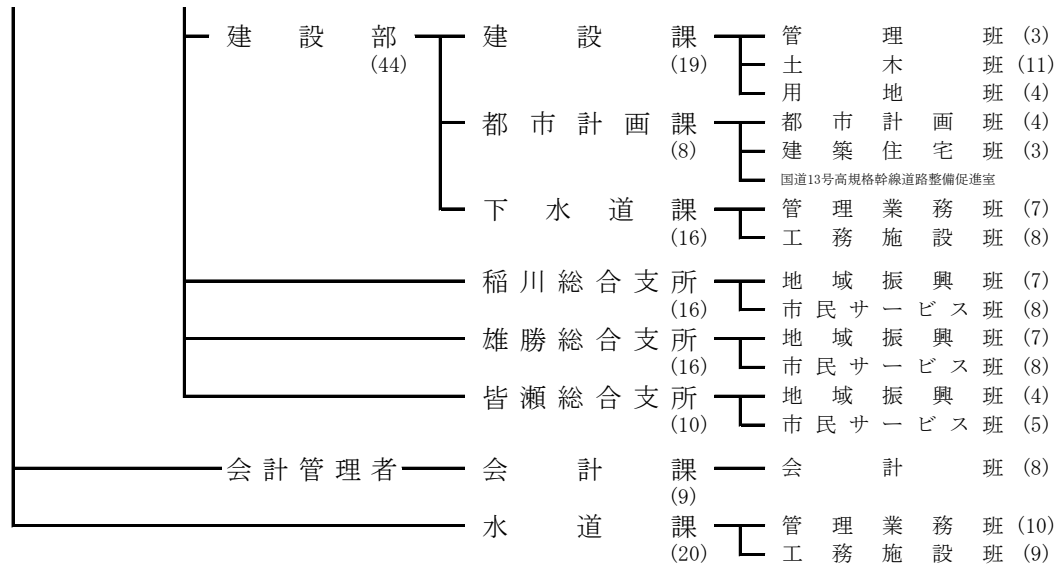 建設部 建設課 管理班 (3)
(44) (19) 土木班 (11)
用地班 (4)
都市計画課 都市計画班 (4)
(8) 建築住宅班 (3)
国道13号高規格幹線道路整備促進室
下水道課 管理業務班 (7)
(16) 工務施設班 (8)
稲川総合支所 地域振興班 (7)
(16) 市民サービス班 (8)
雄勝総合支所 地域振興班 (7)
(16) 市民サービス班 (8)
皆瀬総合支所 地域振興班 (4)
(10) 市民サービス班 (5)
会計管理者 会計課 会計班 (8)
(9)
水道課 管理業務班 (10)
(20) 工務施設班 (9)